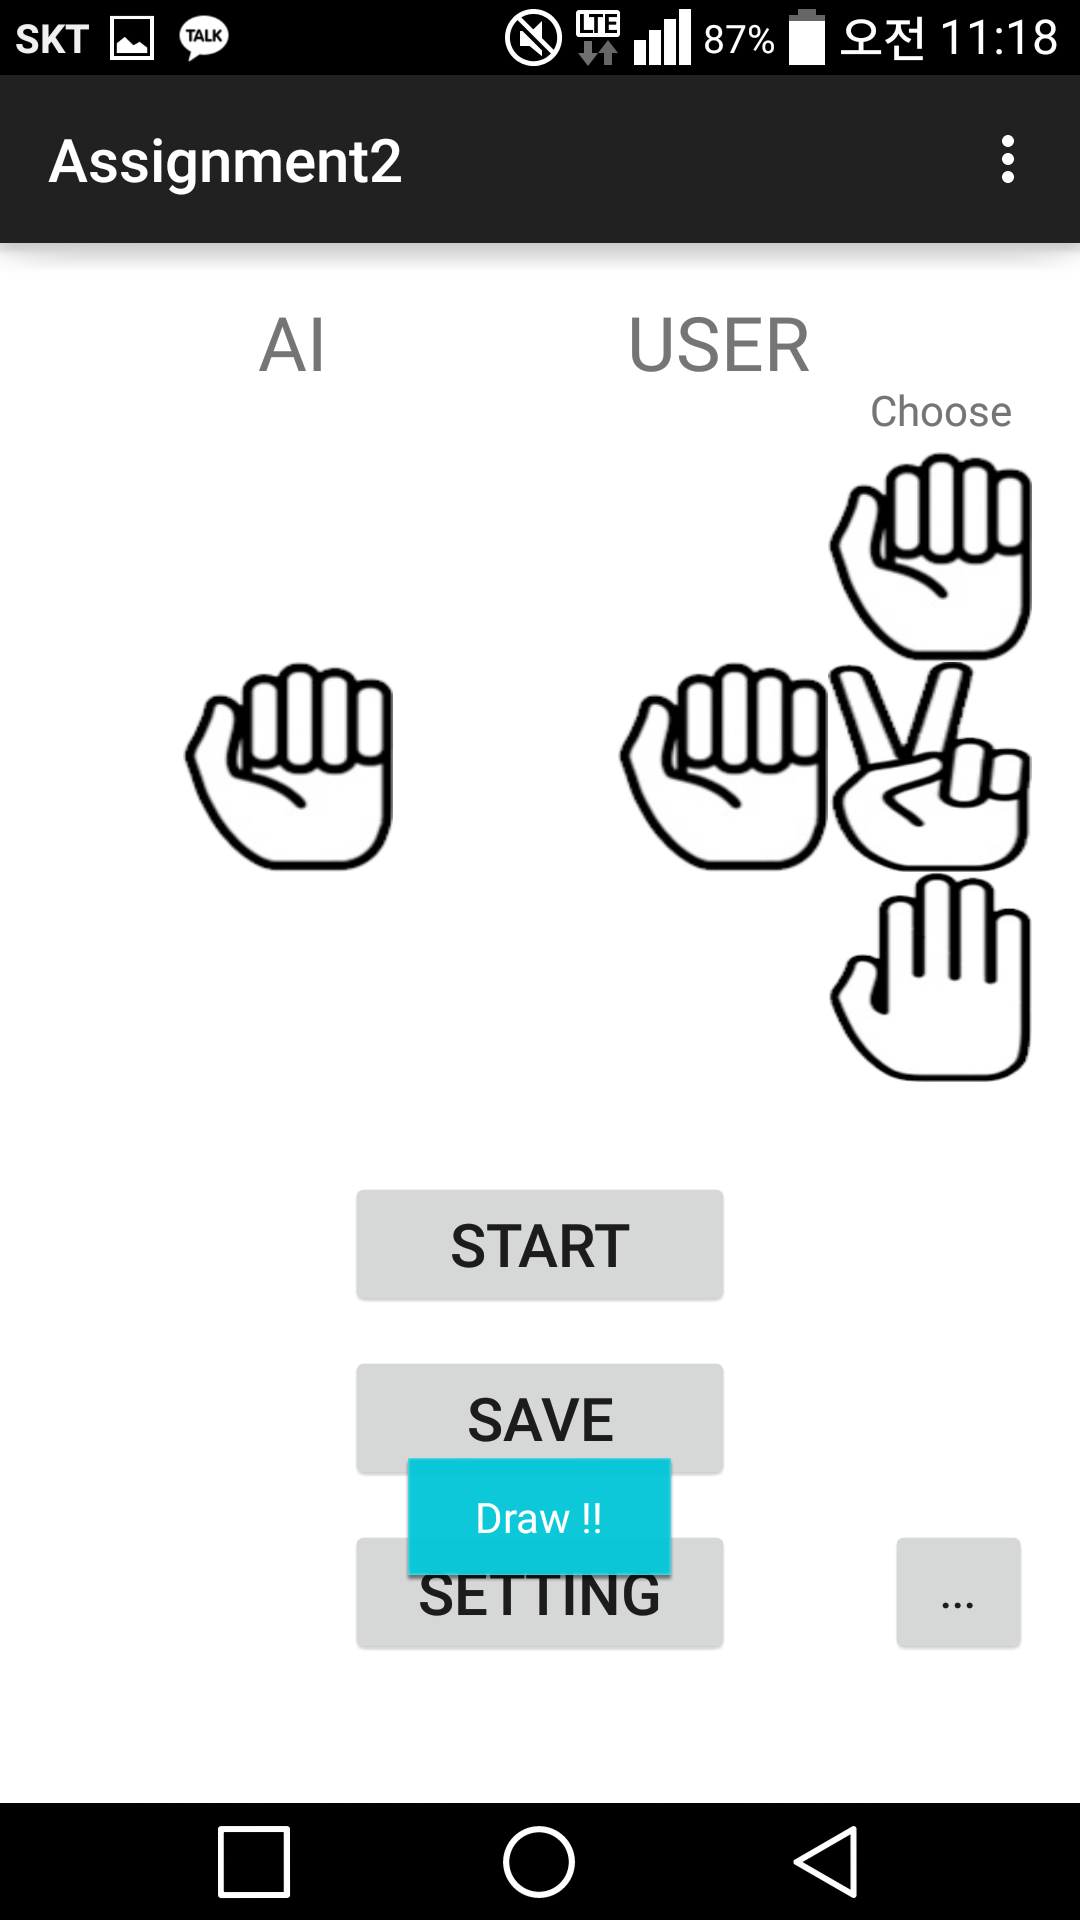 SKT TALK LTE 87% 오전 11:18
Assignment2
AI USER
Choose
START
SAVE
Draw !!
SETTING ...